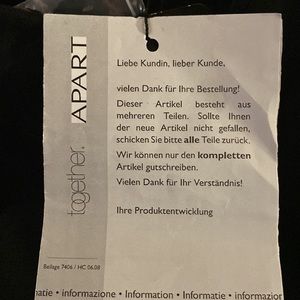 together. APART
Liebe Kundin, lieber Kunde,
vielen Dank für Ihre Bestellung!
Dieser Artikel besteht aus
mehreren Teilen. Sollte Ihnen
der neue Artikel nicht gefallen,
schicken Sie bitte alle Teile zurück.
Wir können nur den kompletten
Artikel gutschreiben.
Vielen Dank für Ihr Verständnis!
Ihre Produktentwicklung
Beilage 7406 / HC 06.08
matie • informazione • Information • Informatie • infor